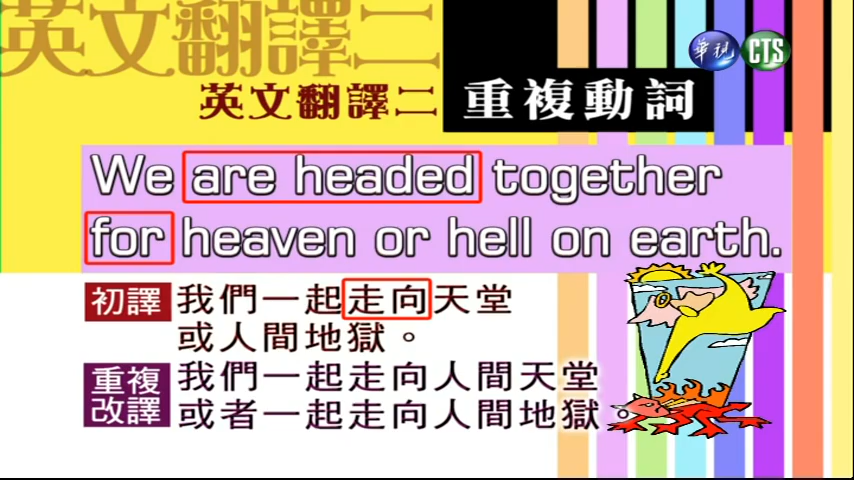 英文翻譯二
華視 CTS
英文翻譯二 重複動詞
We are headed together
for heaven or hell on earth.
初譯 我們一起走向天堂
或人間地獄。
重複 我們一起走向人間天堂
改譯 或者一起走向人間地獄。